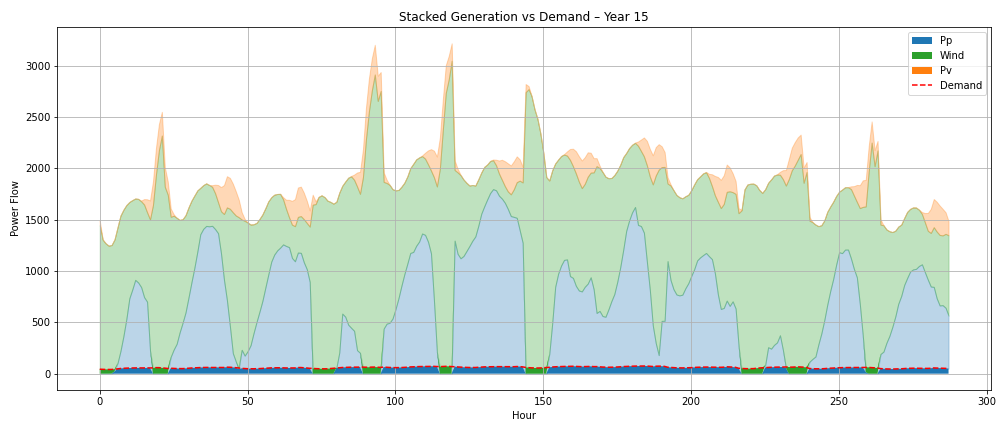 Stacked Generation vs Demand – Year 15
Power Flow
3000
2500
2000
1500
1000
500
0
Pp
Wind
Pv
Demand
0 50 100 150 200 250 300
Hour